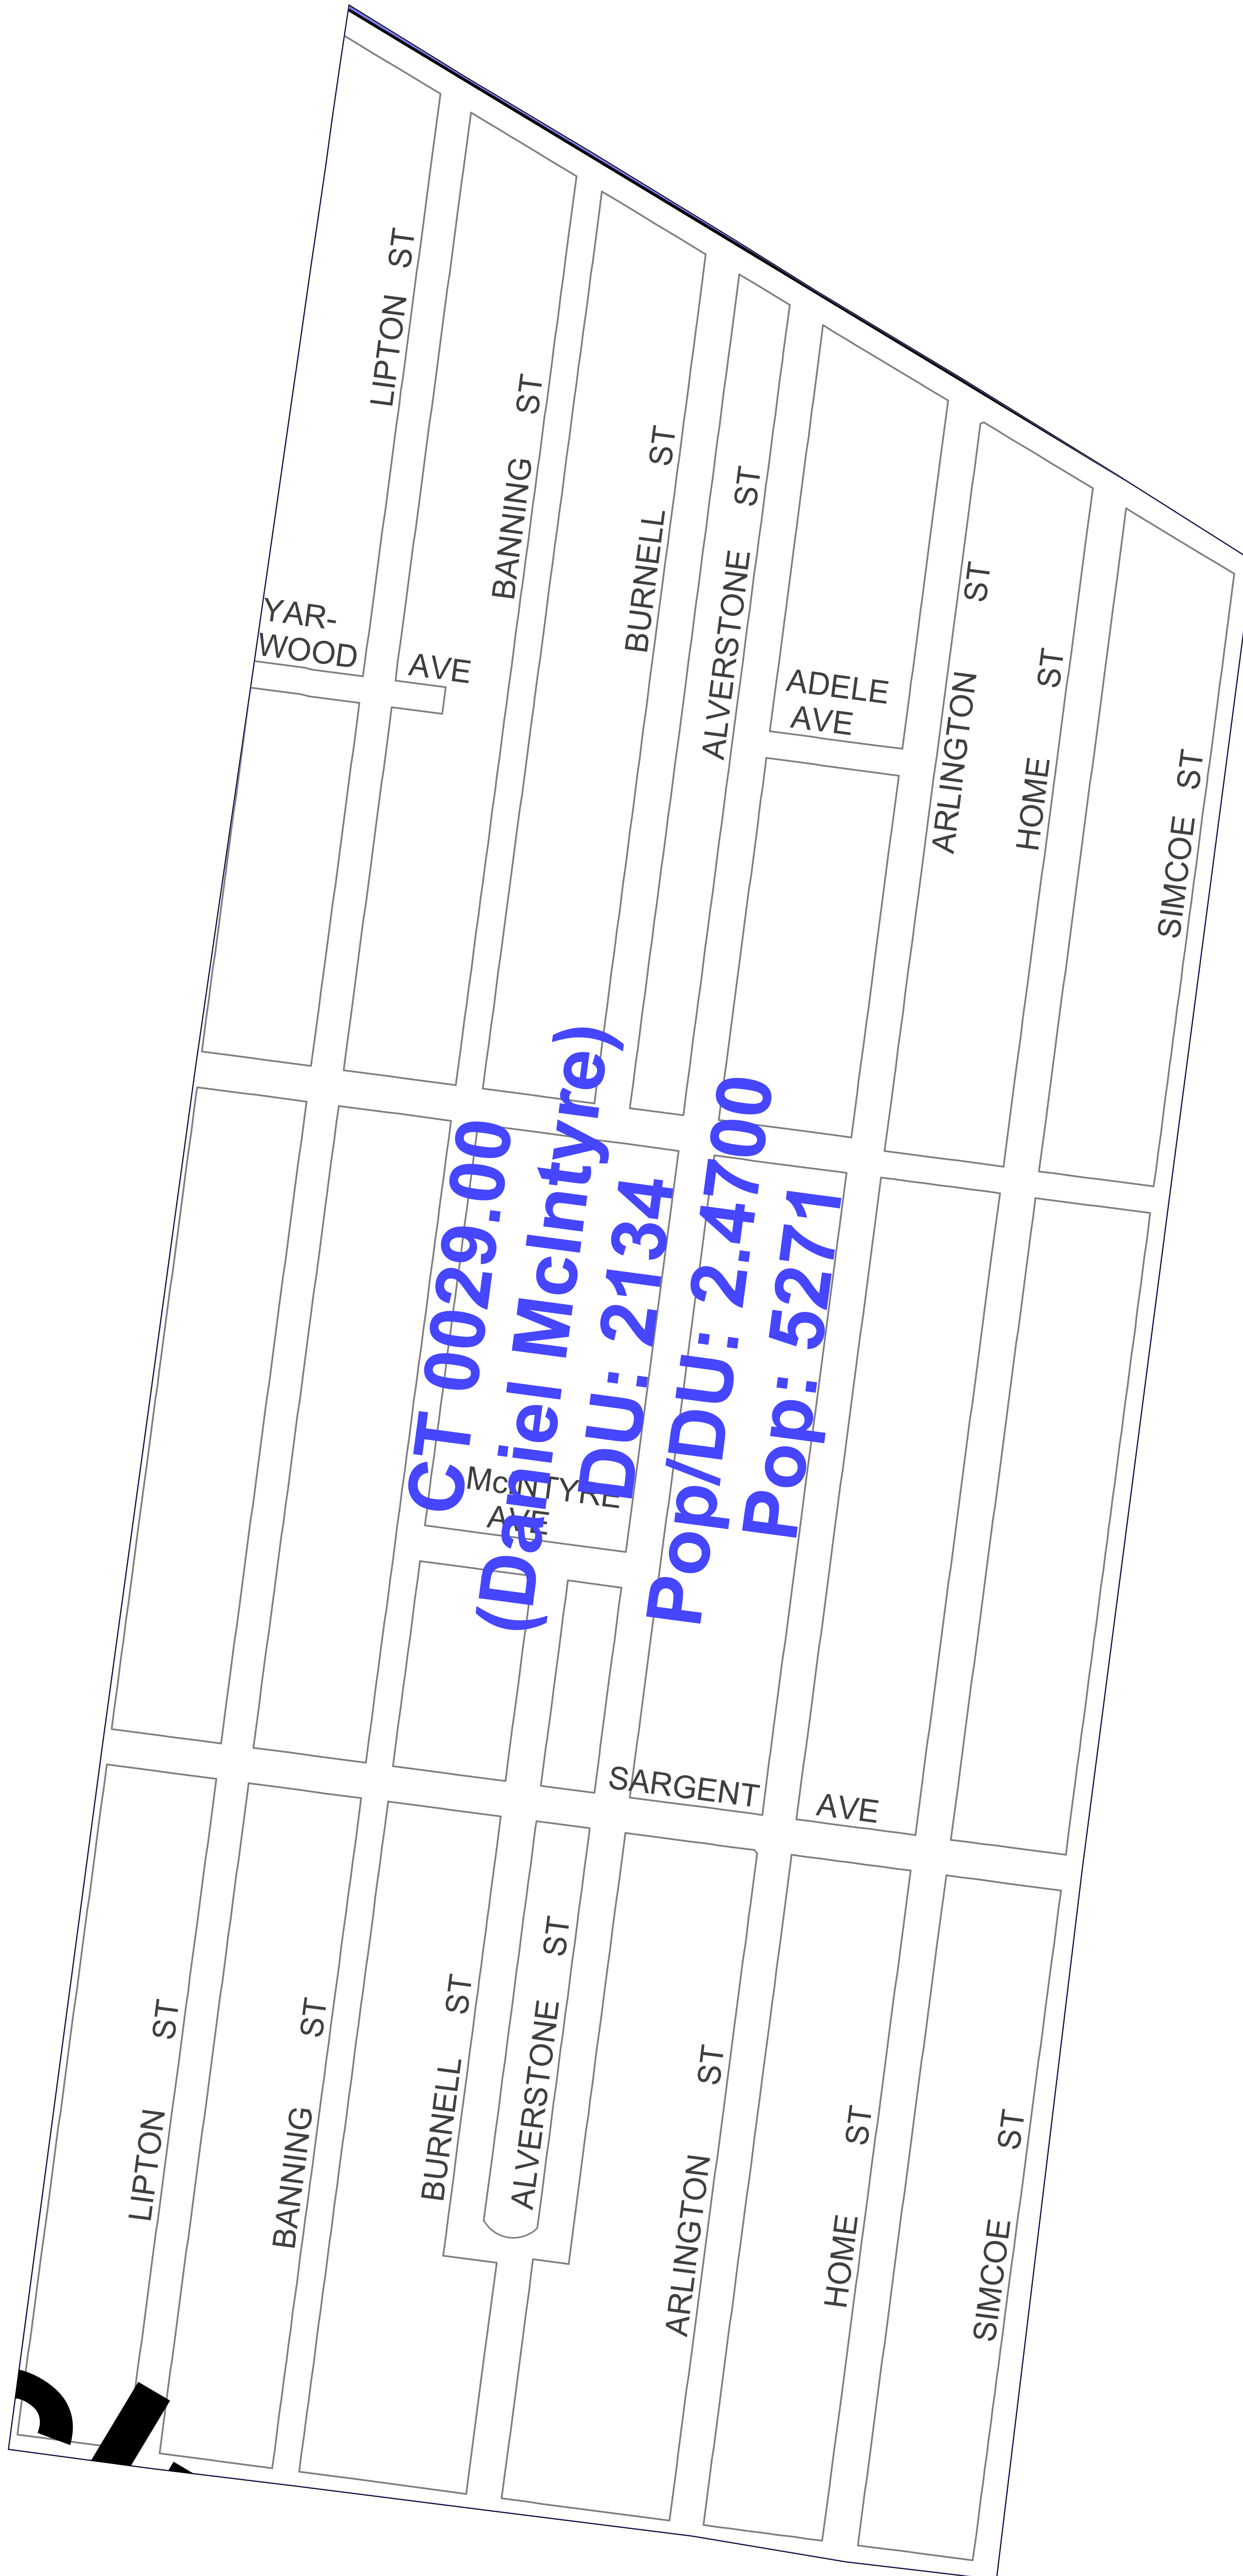 LIPTON ST
BANNING ST
BURNELL ST
ALVERSTONE ST
YAR-
WOOD AVE
ADELE
AVE
ARLINGTON ST
HOME ST
SIMCOE ST
CT 0029.00
(Daniel McIntyre)
DU: 2134
Pop/DU: 2.4700
Pop: 5271
McINTYRE
AVE
SARGENT AVE
LIPTON ST
BANNING ST
BURNELL ST
ALVERSTONE ST
ARLINGTON ST
HOME ST
SIMCOE ST